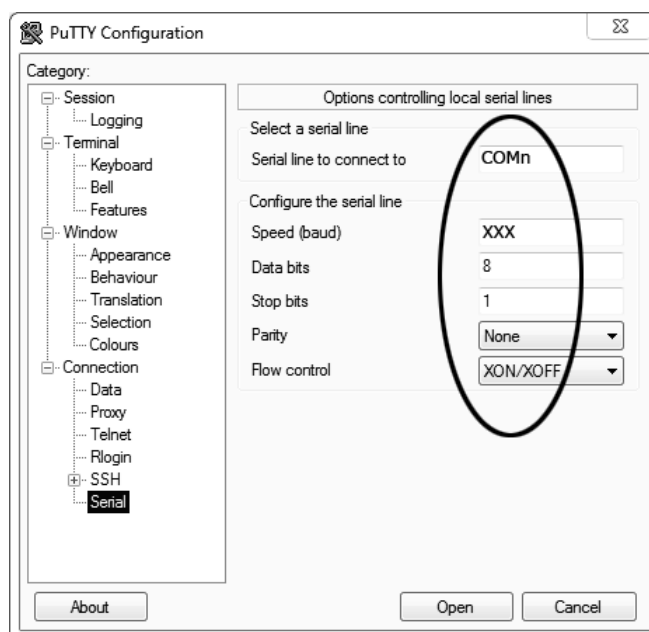 PuTTY Configuration
Category:
Session
Logging
Terminal
Keyboard
Bell
Features
Window
Appearance
Behaviour
Translation
Selection
Colours
Connection
Data
Proxy
Telnet
Rlogin
SSH
Serial
Options controlling local serial lines
Select a serial line
Serial line to connect to COMn
Configure the serial line
Speed (baud) XXX
Data bits 8
Stop bits 1
Parity None
Flow control XON/XOFF
About Open Cancel